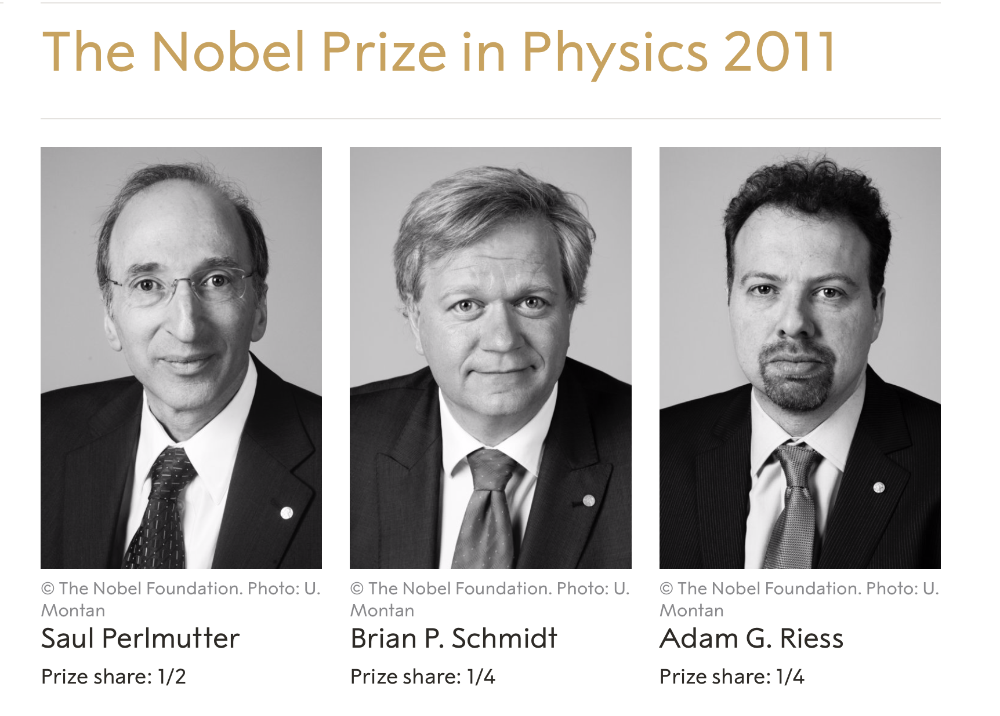 The Nobel Prize in Physics 2011
© The Nobel Foundation. Photo: U.
Montan
Saul Perlmutter
Prize share: 1/2
© The Nobel Foundation. Photo: U.
Montan
Brian P. Schmidt
Prize share: 1/4
© The Nobel Foundation. Photo: U.
Montan
Adam G. Riess
Prize share: 1/4